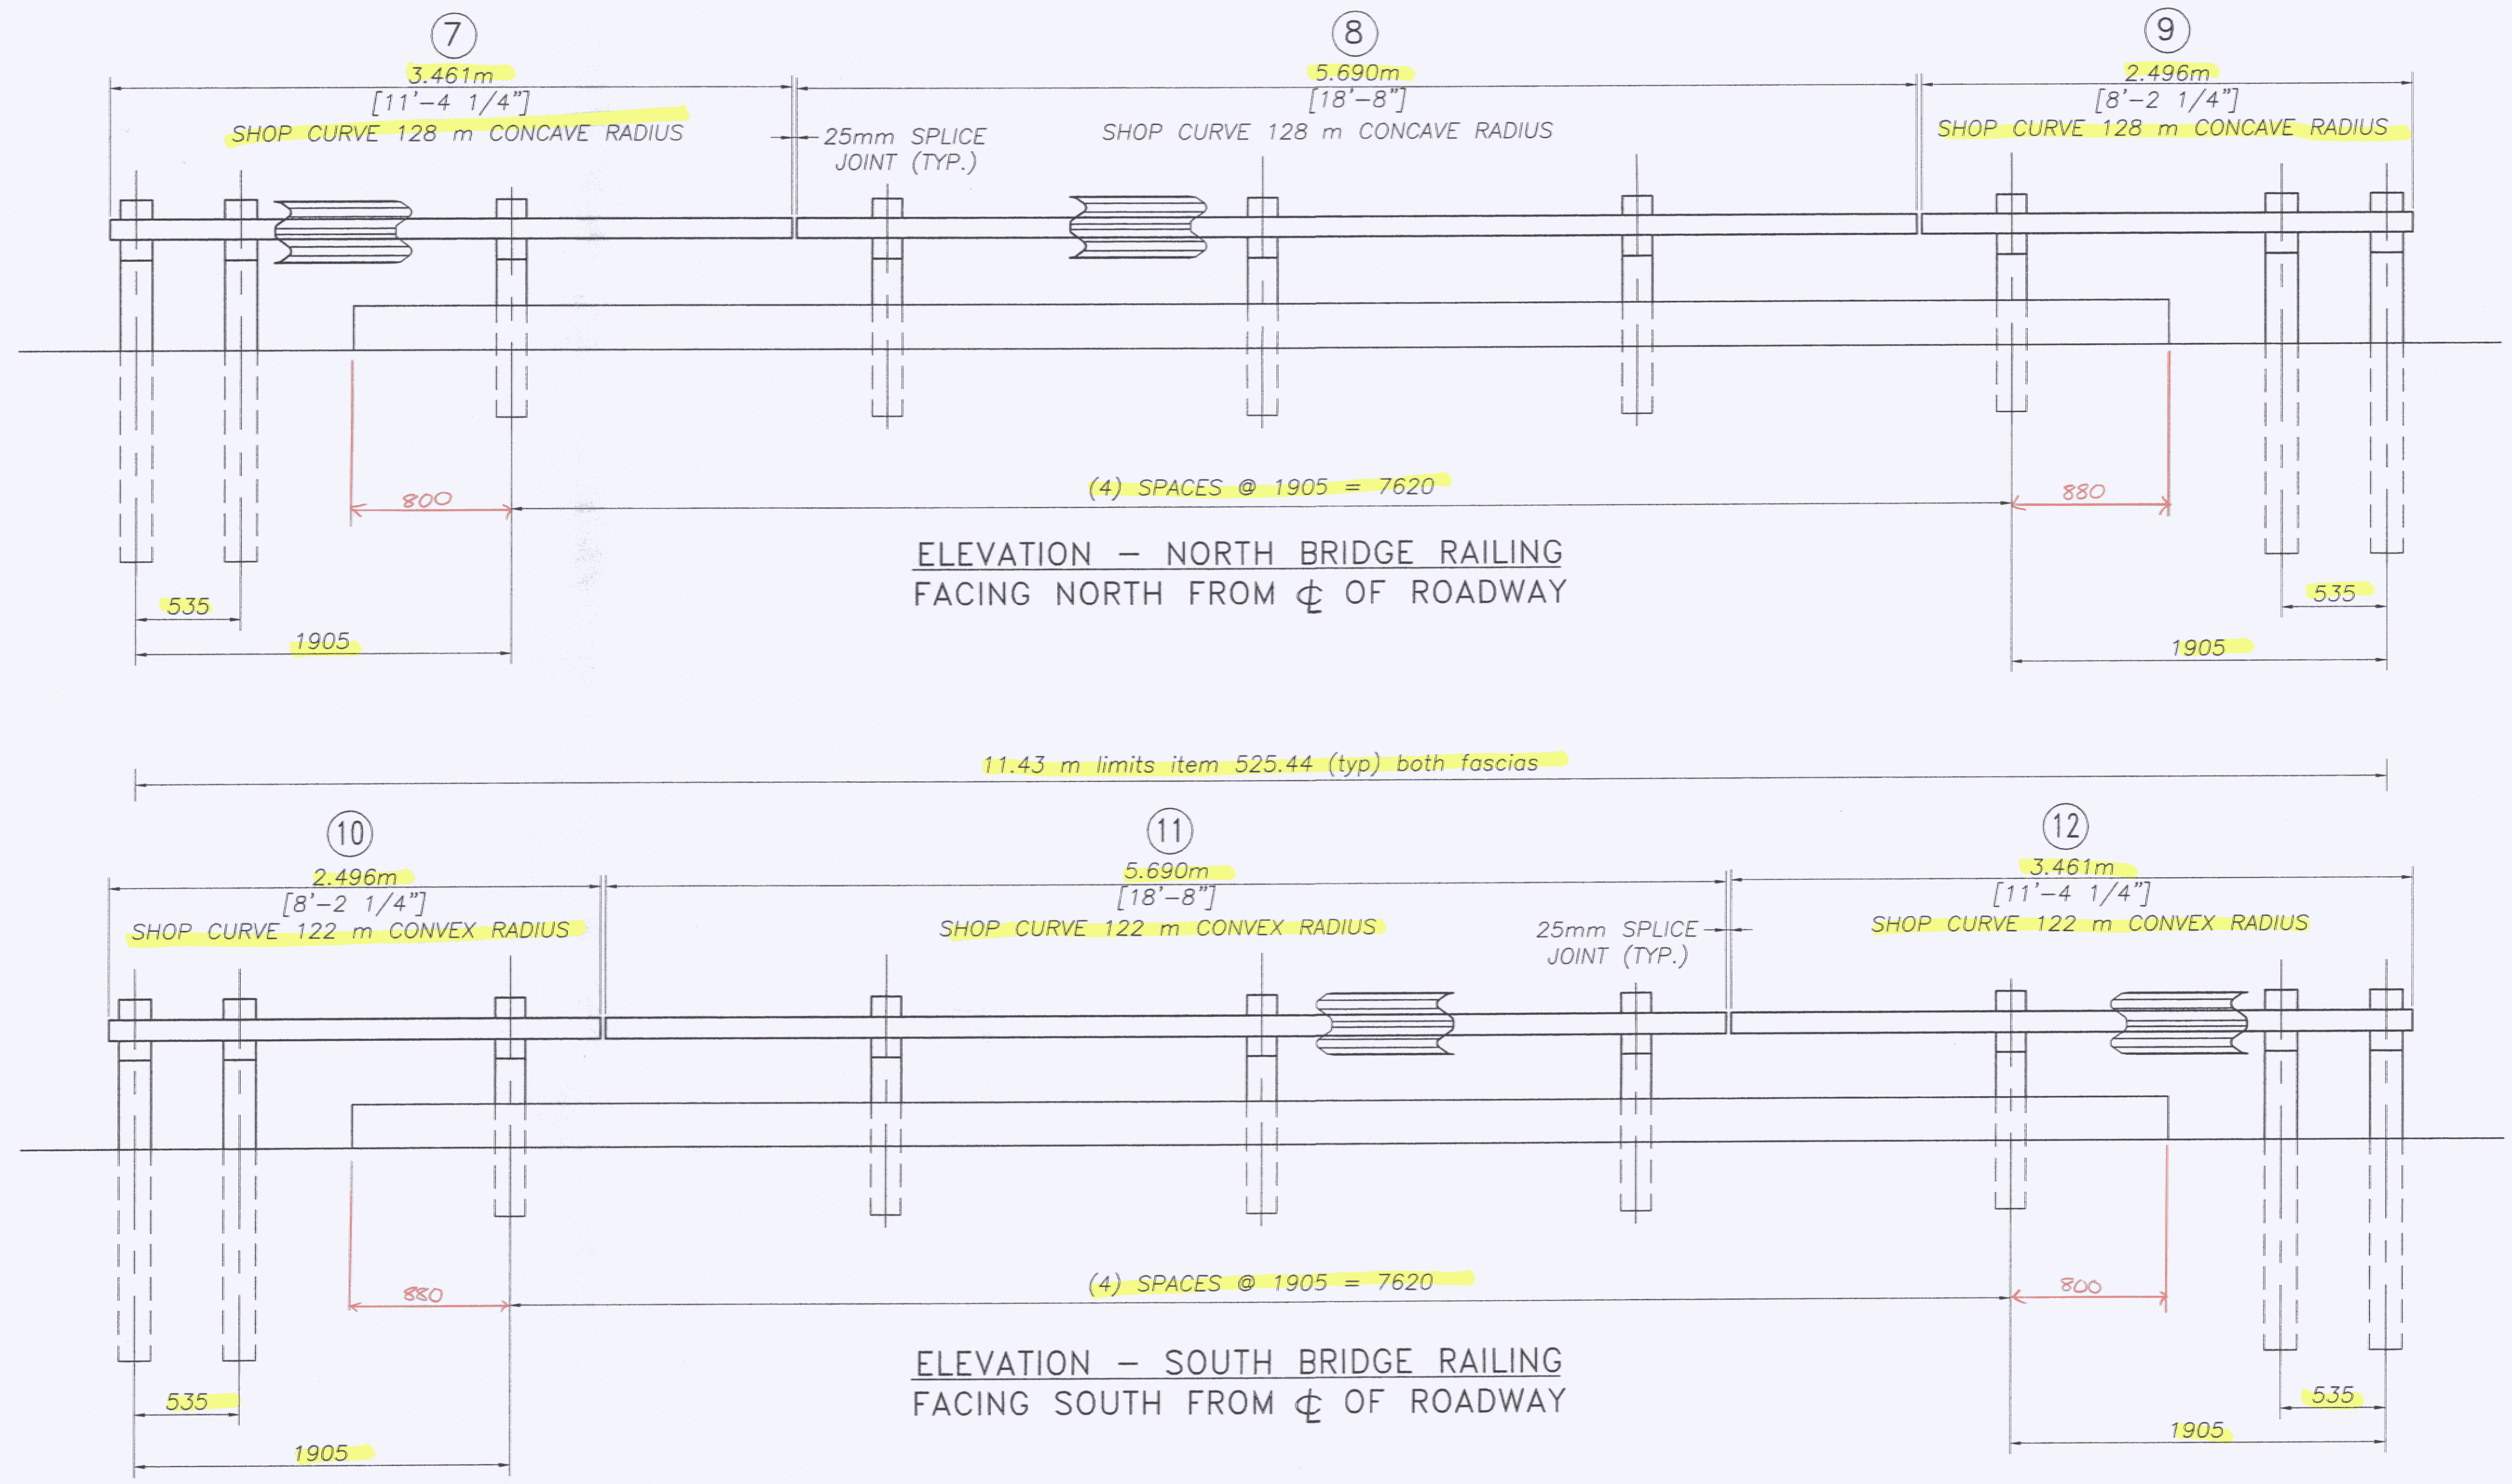 7
8
9
3.461m
5.690m
2.496m
[11'-4 1/4"]
[18'-8"]
[8'-2 1/4"]
SHOP CURVE 128 m CONCAVE RADIUS
25mm SPLICE
JOINT (TYP.)
SHOP CURVE 128 m CONCAVE RADIUS
SHOP CURVE 128 m CONCAVE RADIUS
800
(4) SPACES @ 1905 = 7620
880
ELEVATION – NORTH BRIDGE RAILING
FACING NORTH FROM ℄ OF ROADWAY
535
535
1905
1905
11.43 m limits item 525.44 (typ) both fascias
10
11
12
2.496m
5.690m
3.461m
[8'-2 1/4"]
[18'-8"]
[11'-4 1/4"]
SHOP CURVE 122 m CONVEX RADIUS
SHOP CURVE 122 m CONVEX RADIUS
25mm SPLICE
JOINT (TYP.)
SHOP CURVE 122 m CONVEX RADIUS
880
(4) SPACES @ 1905 = 7620
800
ELEVATION – SOUTH BRIDGE RAILING
FACING SOUTH FROM ℄ OF ROADWAY
535
535
1905
1905